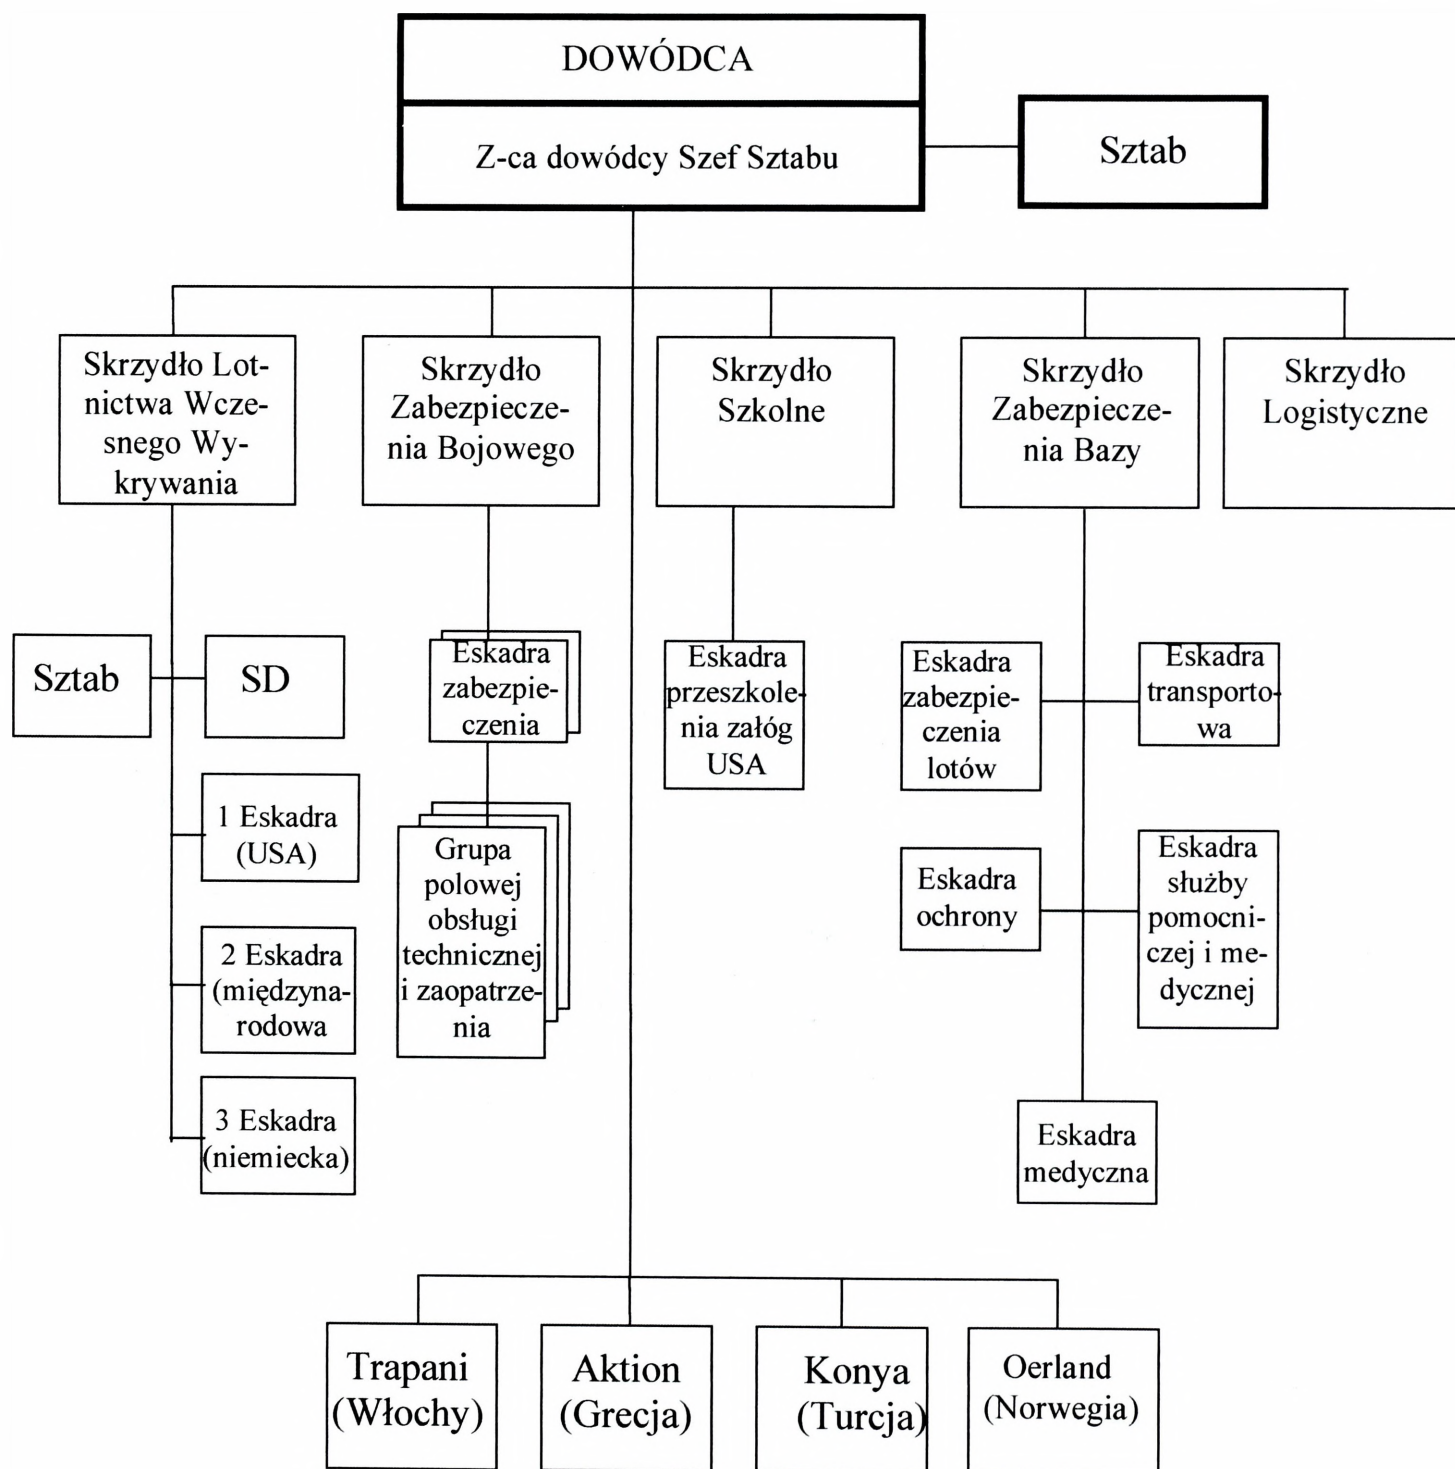 DOWÓDCA
Z-ca dowódcy Szef Sztabu
Sztab
Skrzydło Lot-
nictwa Wcze-
snego Wy-
krywania
Skrzydło
Zabezpiecze-
nia Bojowego
Skrzydło
Szkolne
Skrzydło
Zabezpiecze-
nia Bazy
Skrzydło
Logistyczne
Sztab
SD
1 Eskadra
(USA)
2 Eskadra
(międzyna-
rodowa
3 Eskadra
(niemiecka)
Eskadra
zabezpie-
czenia
Grupa
polowej
obsługi
technicznej
i zaopatrze-
nia
Eskadra
przeszkole-
nia załóg
USA
Eskadra
zabezpie-
czenia
lotów
Eskadra
transporto-
wa
Eskadra
ochrony
Eskadra
służby
pomocni-
czej i me-
dycznej
Eskadra
medyczna
Trapani
(Włochy)
Aktion
(Grecja)
Konya
(Turcja)
Oerland
(Norwegia)